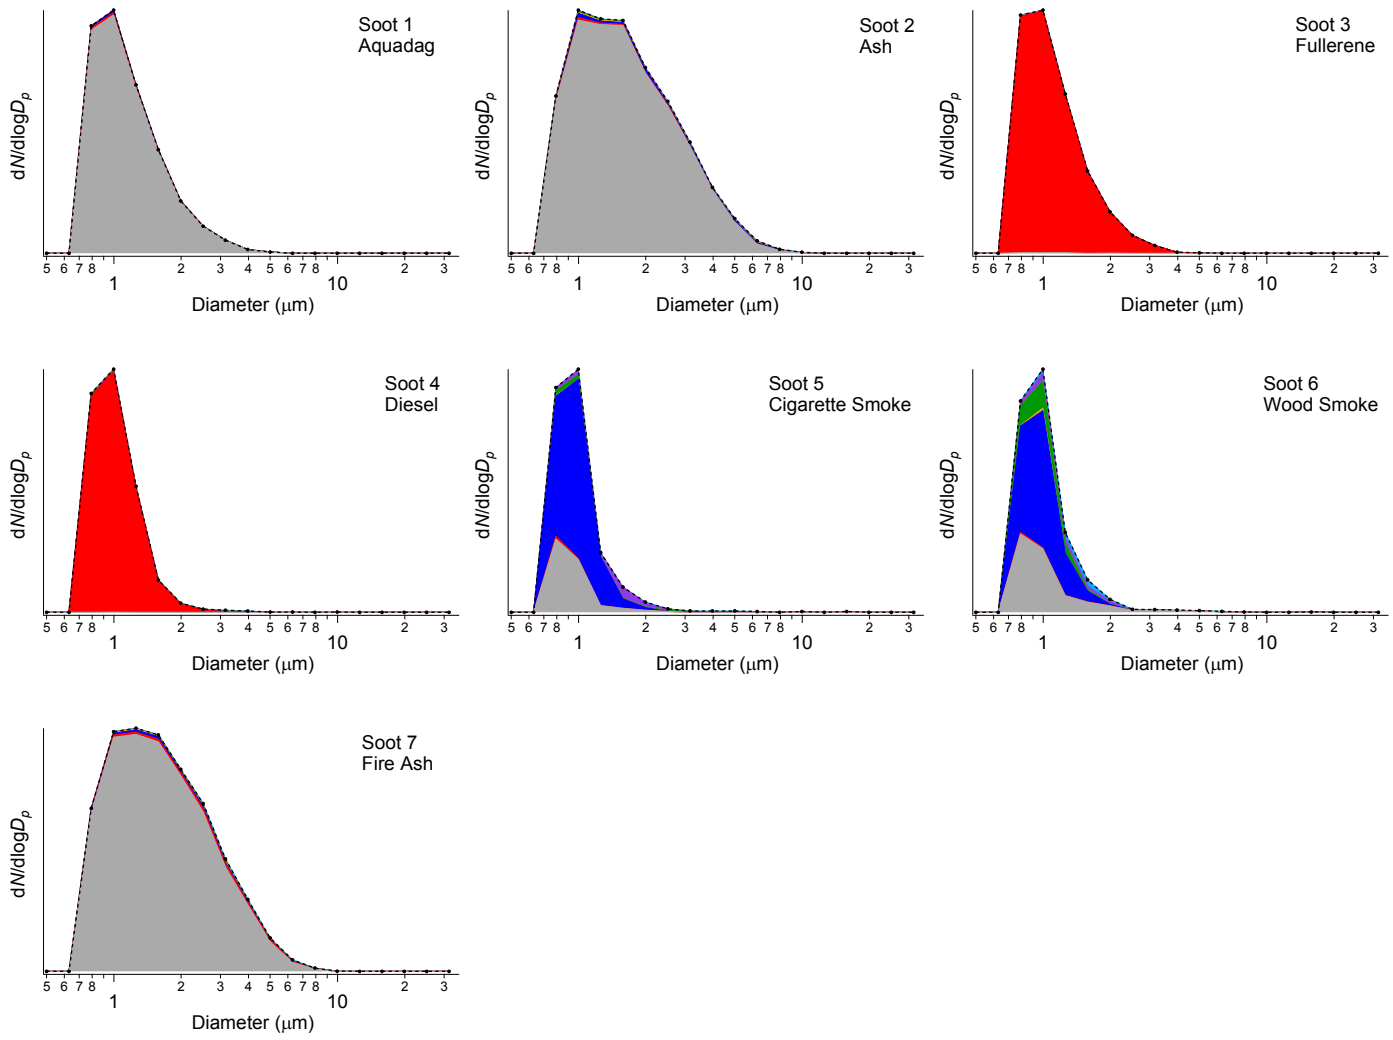 dN/dlogDp
Soot 1
Aquadag
5 6 7 8 1 2 3 4 5 6 7 8 10 2 3
Diameter (µm)
dN/dlogDp
Soot 2
Ash
5 6 7 8 1 2 3 4 5 6 7 8 10 2 3
Diameter (µm)
dN/dlogDp
Soot 3
Fullerene
5 6 7 8 1 2 3 4 5 6 7 8 10 2 3
Diameter (µm)
dN/dlogDp
Soot 4
Diesel
5 6 7 8 1 2 3 4 5 6 7 8 10 2 3
Diameter (µm)
dN/dlogDp
Soot 5
Cigarette Smoke
5 6 7 8 1 2 3 4 5 6 7 8 10 2 3
Diameter (µm)
dN/dlogDp
Soot 6
Wood Smoke
5 6 7 8 1 2 3 4 5 6 7 8 10 2 3
Diameter (µm)
dN/dlogDp
Soot 7
Fire Ash
5 6 7 8 1 2 3 4 5 6 7 8 10 2 3
Diameter (µm)